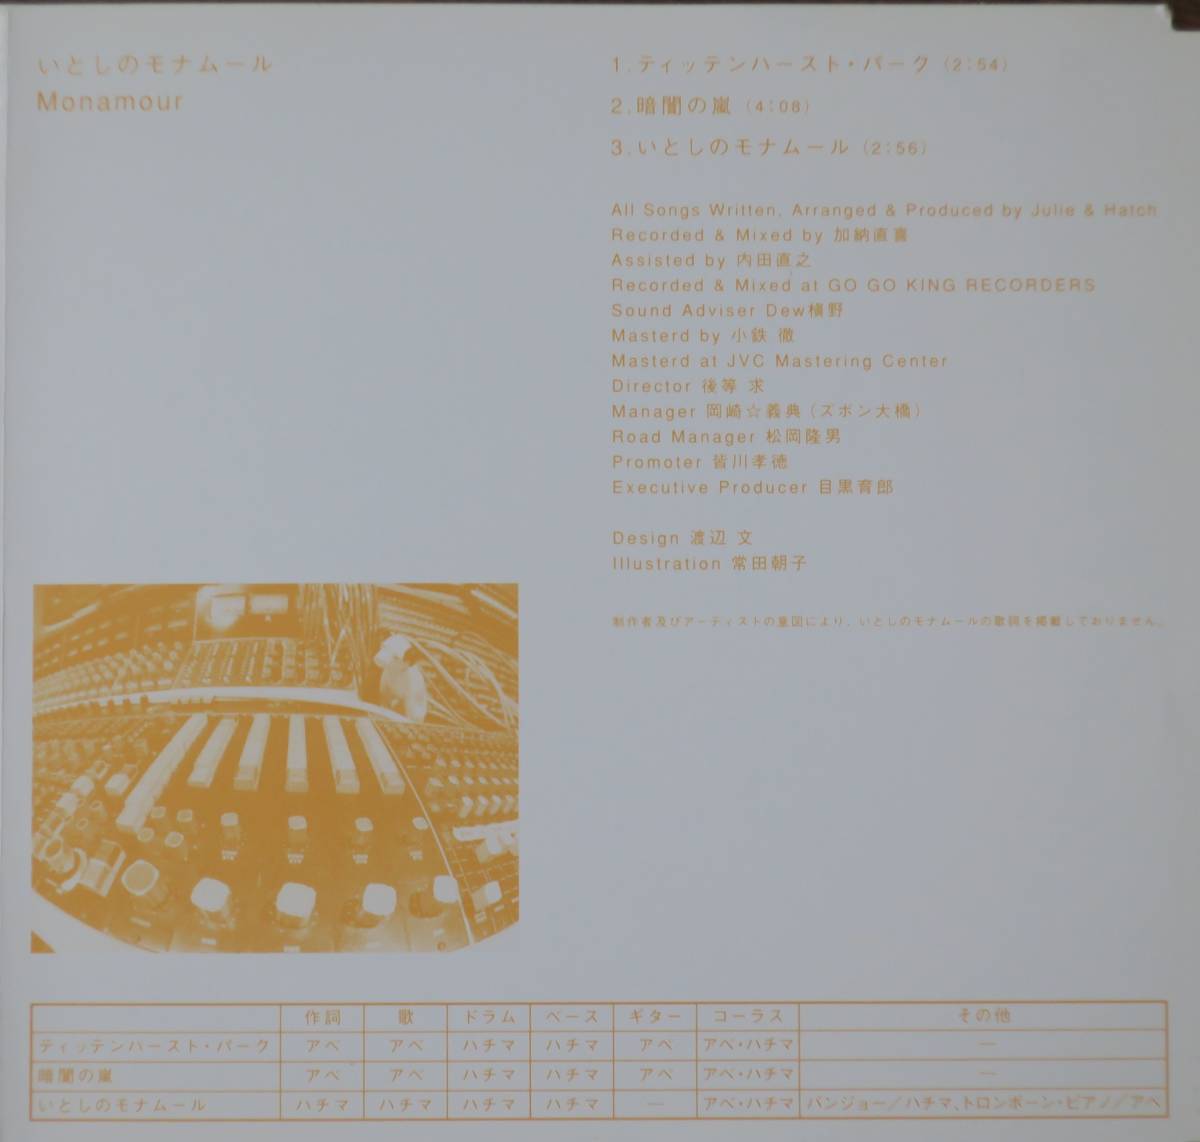 いとしのモナムール
Monamour
1.ティッテンハースト・パーク（2:54）
2.暗闇の嵐（4:08）
3.いとしのモナムール（2:56）
All Songs Written, Arranged & Produced by Julie & Hatch
Recorded & Mixed by 加納直喜
Assisted by 内田直之
Recorded & Mixed at GO GO KING RECORDERS
Sound Adviser Dew槇野
Masterd by 小鉄 徹
Masterd at JVC Mastering Center
Director 後等 求
Manager 岡崎☆義典（ズボン大橋）
Road Manager 松岡隆男
Promoter 皆川孝徳
Executive Producer 目黒育郎
Design 渡辺 文
Illustration 常田朝子
制作者及びアーティストの意図により、いとしのモナムールの歌詞を掲載しておりません。
作詞 歌 ドラム ベース ギター コーラス その他
ティッテンハースト・パーク アベ アベ ハチマ ハチマ アベ アベ・ハチマ ―
暗闇の嵐 アベ アベ ハチマ ハチマ アベ アベ・ハチマ ―
いとしのモナムール ハチマ ハチマ ハチマ ハチマ ― アベ・ハチマ バンジョー／ハチマ、トロンボーン・ピアノ／アベ